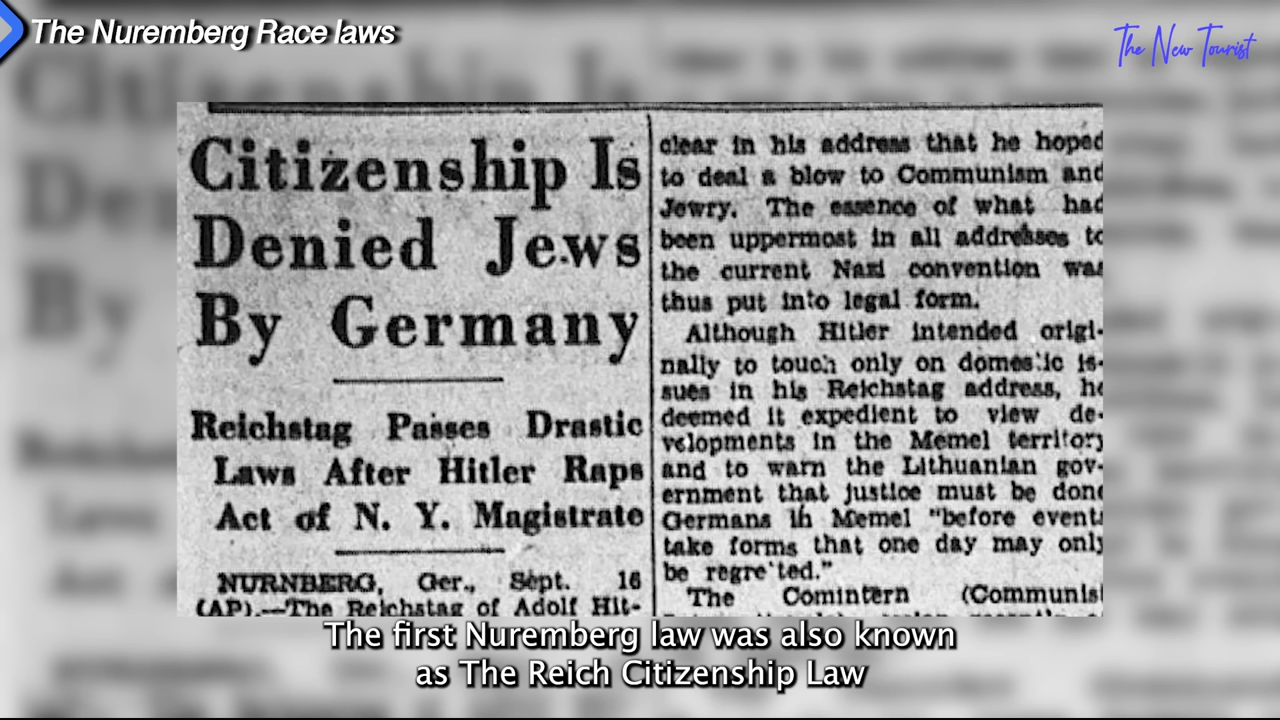 The Nuremberg Race laws
The New Tourist
Citizenship Is
Denied Jews
By Germany
Reichstag Passes Drastic
Laws After Hitler Raps
Act of N. Y. Magistrate
NURNBERG, Ger., Sept. 16
(AP).—The Reichstag of Adolf Hit-
clear in his address that he hoped
to deal a blow to Communism and
Jewry. The essence of what had
been uppermost in all addresses to
the current Nazi convention was
thus put into legal form.
Although Hitler intended origi-
nally to touch only on domestic is-
sues in his Reichstag address, he
deemed it expedient to view de-
velopments in the Memel territory
and to warn the Lithuanian gov-
ernment that justice must be done
Germans in Memel "before events
take forms that one day may only
be regretted."
The Comintern (Communist
The first Nuremberg law was also known
as The Reich Citizenship Law